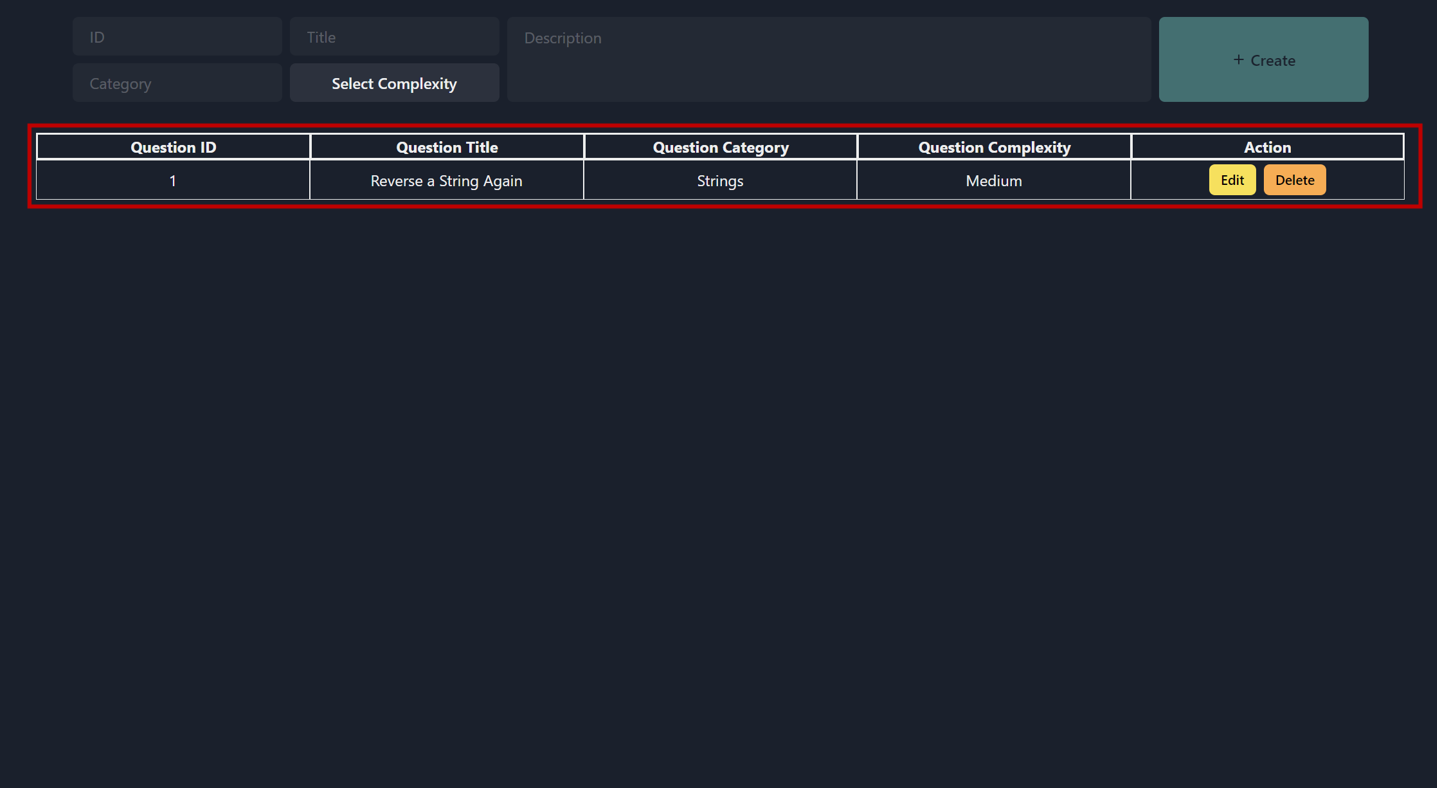 ID
Title
Description
Category
Select Complexity
+ Create
Question ID Question Title Question Category Question Complexity Action
1 Reverse a String Again Strings Medium Edit Delete